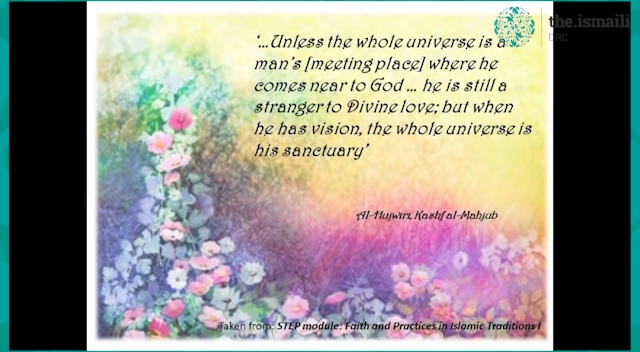 the.ismaili
DRC
'...Unless the whole universe is a
man's [meeting place] where he
comes near to God ... he is still a
stranger to Divine love; but when
he has vision, the whole universe is
his sanctuary'
Al-Hujwiri, Kashf al-Mahjub
Taken from: STEP module: Faith and Practices in Islamic Traditions I